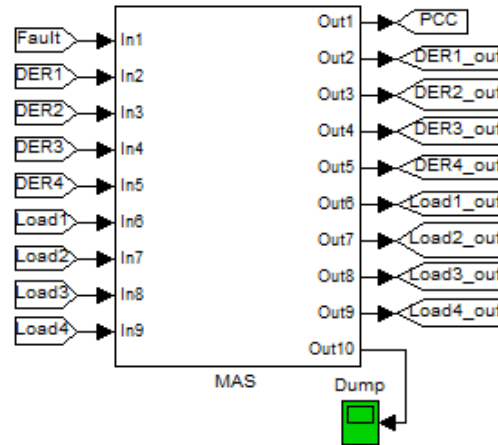 Fault In1 Out1 PCC
DER1 In2 Out2 DER1_out
DER2 In3 Out3 DER2_out
DER3 In4 Out4 DER3_out
DER4 In5 Out5 DER4_out
Load1 In6 Out6 Load1_out
Load2 In7 Out7 Load2_out
Load3 In8 Out8 Load3_out
Load4 In9 Out9 Load4_out
Out10
MAS
Dump